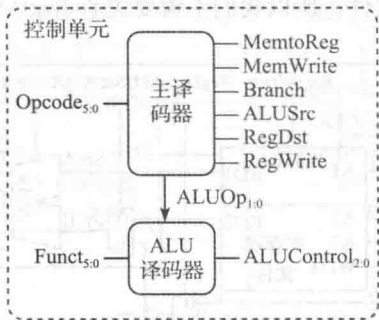 控制单元
MemtoReg
MemWrite
主译
码器
Branch
Opcode5:0
ALUSrc
RegDst
RegWrite
ALUOp1:0
Funct5:0
ALU
译码器
ALUControl2:0